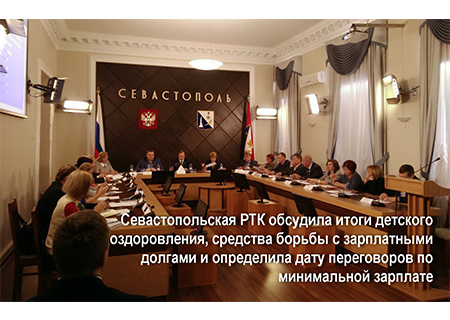 СЕВАСТОПОЛЬ
Севастопольская РТК обсудила итоги детского
оздоровления, средства борьбы с зарплатными
долгами и определила дату переговоров по
минимальной зарплате